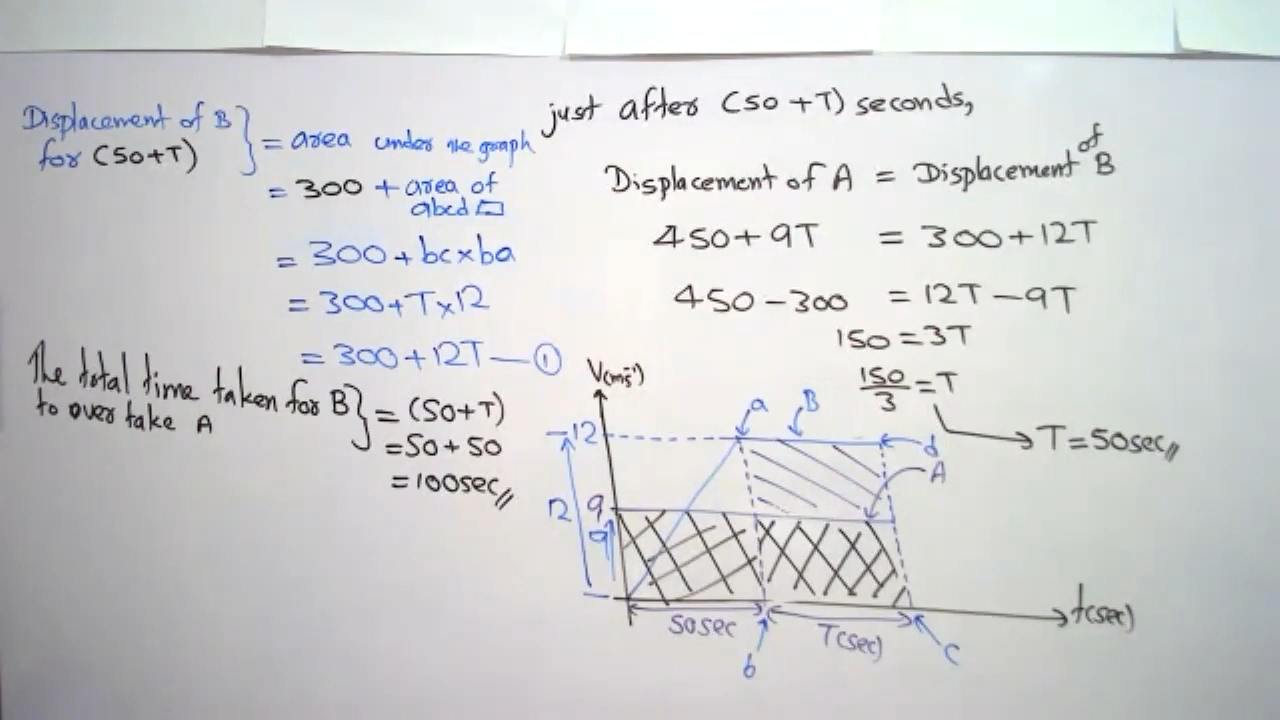 Displacement of B
for (50+T)
= area under the graph
= 300 + area of
abcd
= 300 + bc×ba
= 300 + T×12
= 300 + 12T — ①
The total time taken for B
to over take A
= (50+T)
= 50 + 50
= 100sec
just after (50 + T) seconds,
Displacement of A = Displacement of B
450 + 9T = 300 + 12T
450 – 300 = 12T – 9T
150 = 3T
150/3 = T
T = 50sec
V(ms⁻¹)
a
B
12
d
A
12
9
9
t(sec)
50sec
T(sec)
b
c